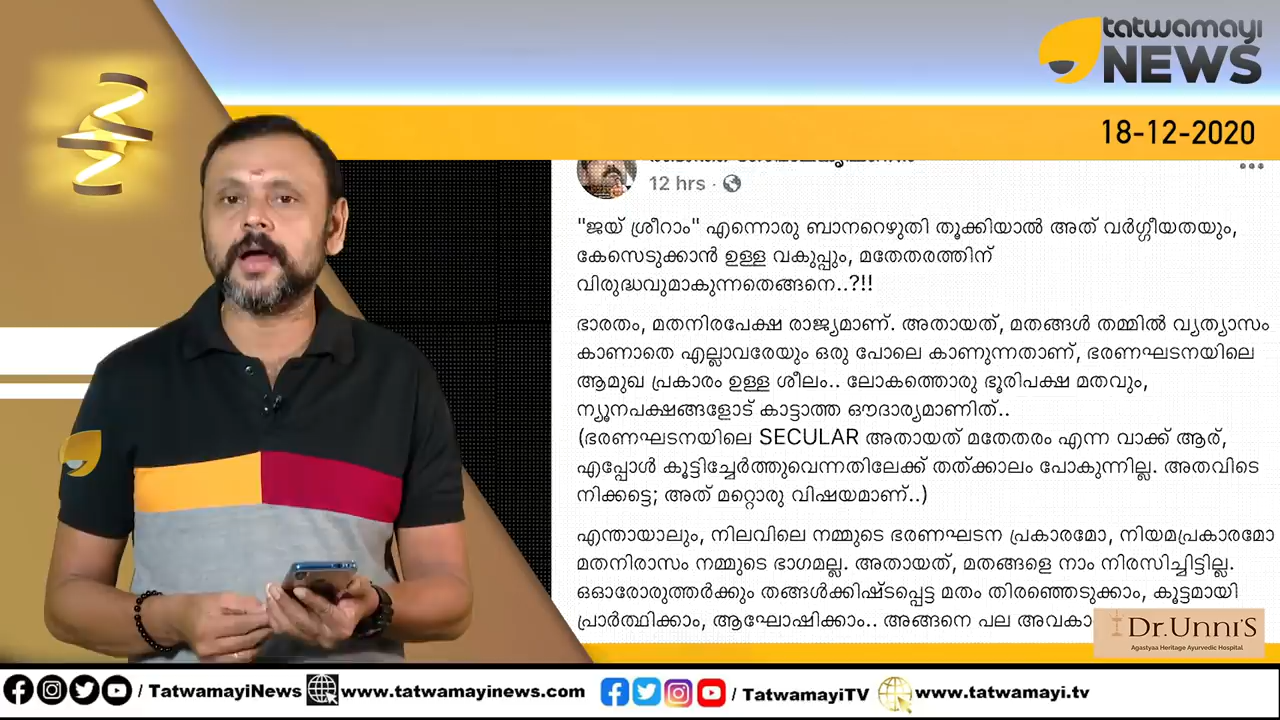 tatwamayi
NEWS
18-12-2020
12 hrs ·
"ജയ് ശ്രീറാം" എന്നൊരു ബാനറെഴുതി തൂക്കിയാൽ അത് വർഗ്ഗീയതയും,
കേസെടുക്കാൻ ഉള്ള വകുപ്പും, മതേതരത്തിന്
വിരുദ്ധവുമാകുന്നതെങ്ങനെ..?!!
ഭാരതം, മതനിരപേക്ഷ രാജ്യമാണ്. അതായത്, മതങ്ങൾ തമ്മിൽ വ്യത്യാസം
കാണാതെ എല്ലാവരേയും ഒരു പോലെ കാണുന്നതാണ്, ഭരണഘടനയിലെ
ആമുഖ പ്രകാരം ഉള്ള ശീലം.. ലോകത്തൊരു ഭൂരിപക്ഷ മതവും,
ന്യൂനപക്ഷങ്ങളോട് കാട്ടാത്ത ഔദാര്യമാണിത്..
(ഭരണഘടനയിലെ SECULAR അതായത് മതേതരം എന്ന വാക്ക് ആര്,
എപ്പോൾ കൂട്ടിച്ചേർത്തുവെന്നതിലേക്ക് തത്ക്കാലം പോകുന്നില്ല. അതവിടെ
നിക്കട്ടെ; അത് മറ്റൊരു വിഷയമാണ്..)
എന്തായാലും, നിലവിലെ നമ്മുടെ ഭരണഘടന പ്രകാരമോ, നിയമപ്രകാരമോ
മതനിരാസം നമ്മുടെ ഭാഗമല്ല. അതായത്, മതങ്ങളെ നാം നിരസിച്ചിട്ടില്ല.
ഒഓരോരുത്തർക്കും തങ്ങൾക്കിഷ്ടപ്പെട്ട മതം തിരഞ്ഞെടുക്കാം, കൂട്ടമായി
പ്രാർത്ഥിക്കാം, ആഘോഷിക്കാം.. അങ്ങനെ പല
Dr.Unni'S
Agastyaa Heritage Ayurvedic Hospital
/ TatwamayiNews www.tatwamayinews.com / TatwamayiTV www.tatwamayi.tv